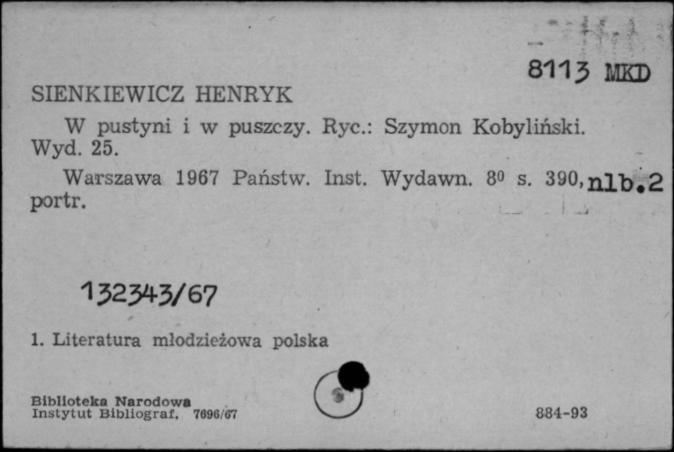 8113 MKD
SIENKIEWICZ HENRYK
W pustyni i w puszczy. Ryc.: Szymon Kobyliński.
Wyd. 25.
Warszawa 1967 Państw. Inst. Wydawn. 8⁰ s. 390, nlb.2
portr.
132343/67
1. Literatura młodzieżowa polska
Biblioteka Narodowa
Instytut Bibliograf. 7696/67
884-93